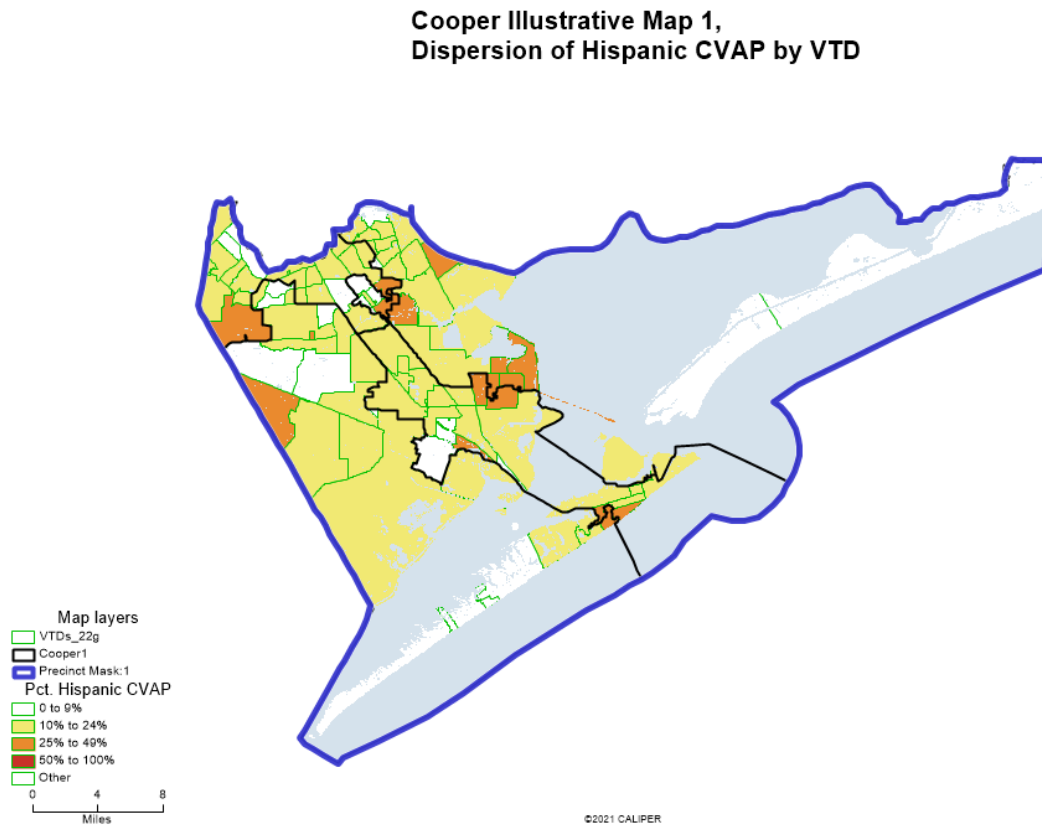 Cooper Illustrative Map 1,
Dispersion of Hispanic CVAP by VTD
Map layers
VTDs_22g
Cooper1
Precinct Mask:1
Pct. Hispanic CVAP
0 to 9%
10% to 24%
25% to 49%
50% to 100%
Other
0 4 8
Miles
©2021 CALIPER